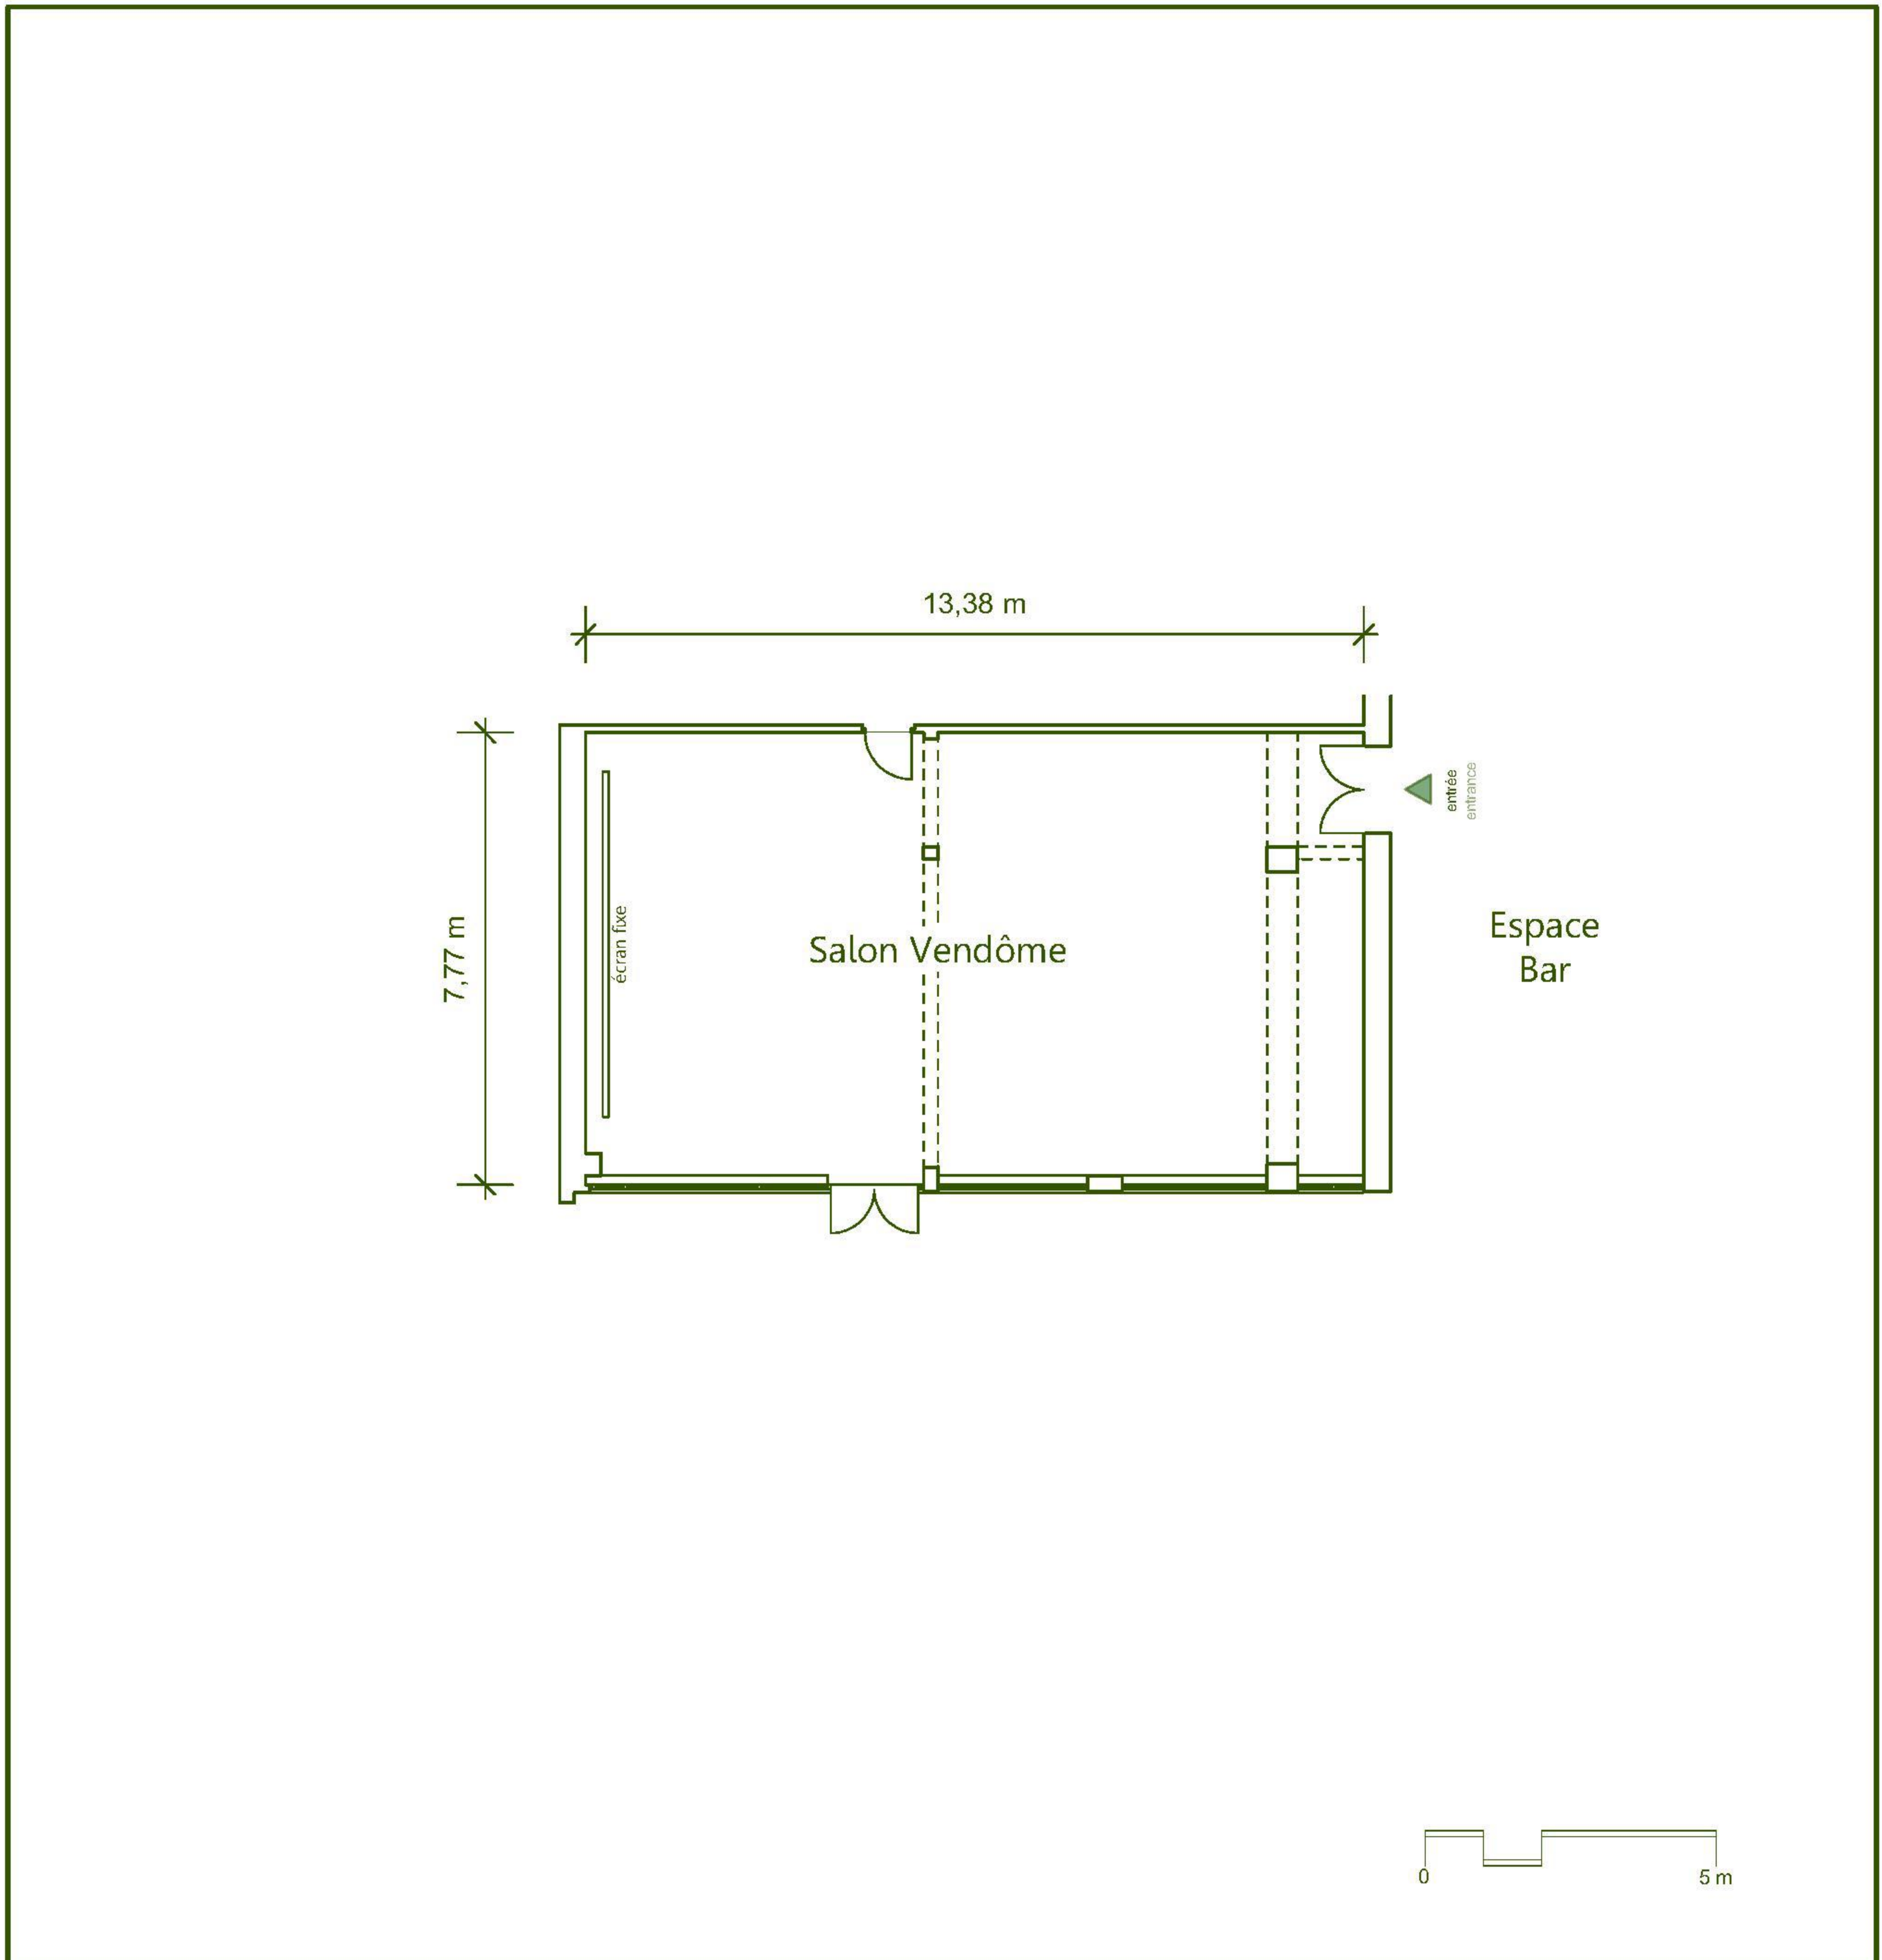 13,38 m
7,77 m
écran fixe
Salon Vendôme
entrée
entrance
Espace
Bar
0
5 m